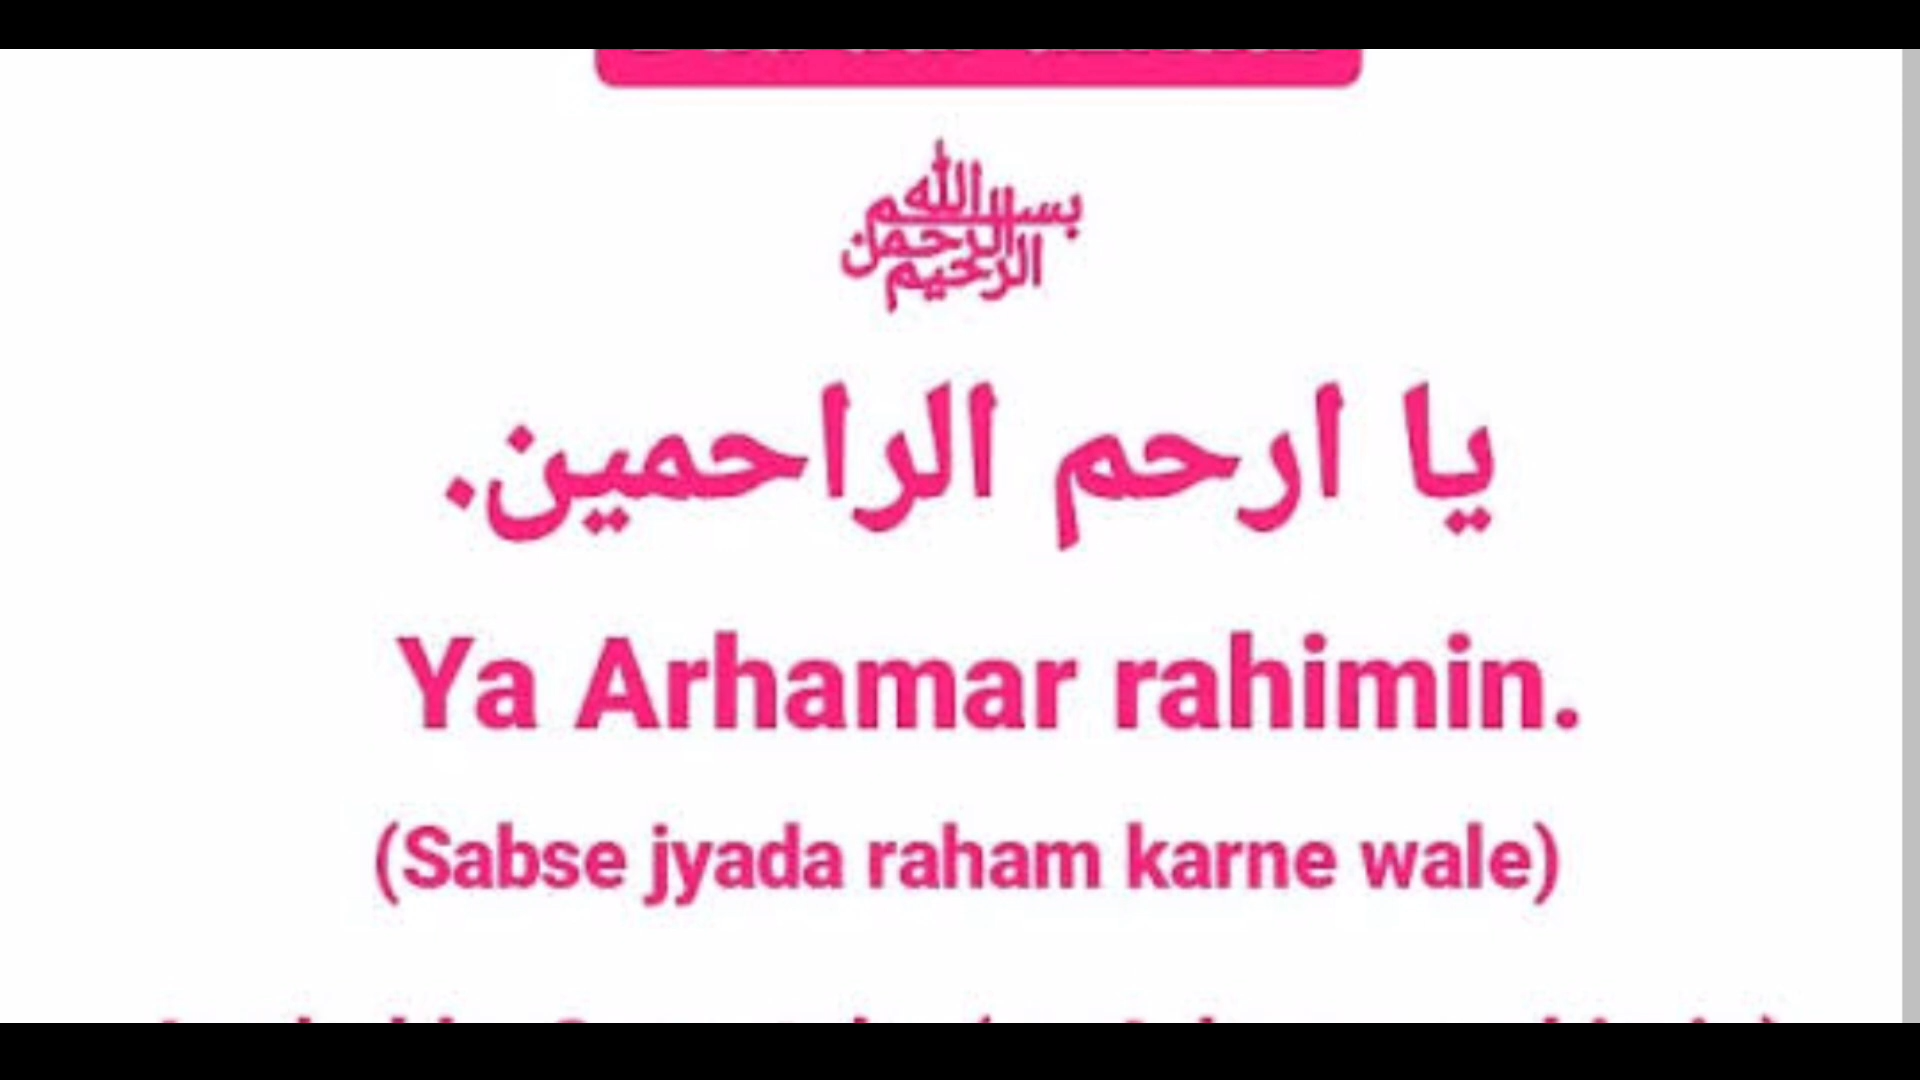 بسم الله الرحمن الرحيم
يا ارحم الراحمين.
Ya Arhamar rahimin.
(Sabse jyada raham karne wale)